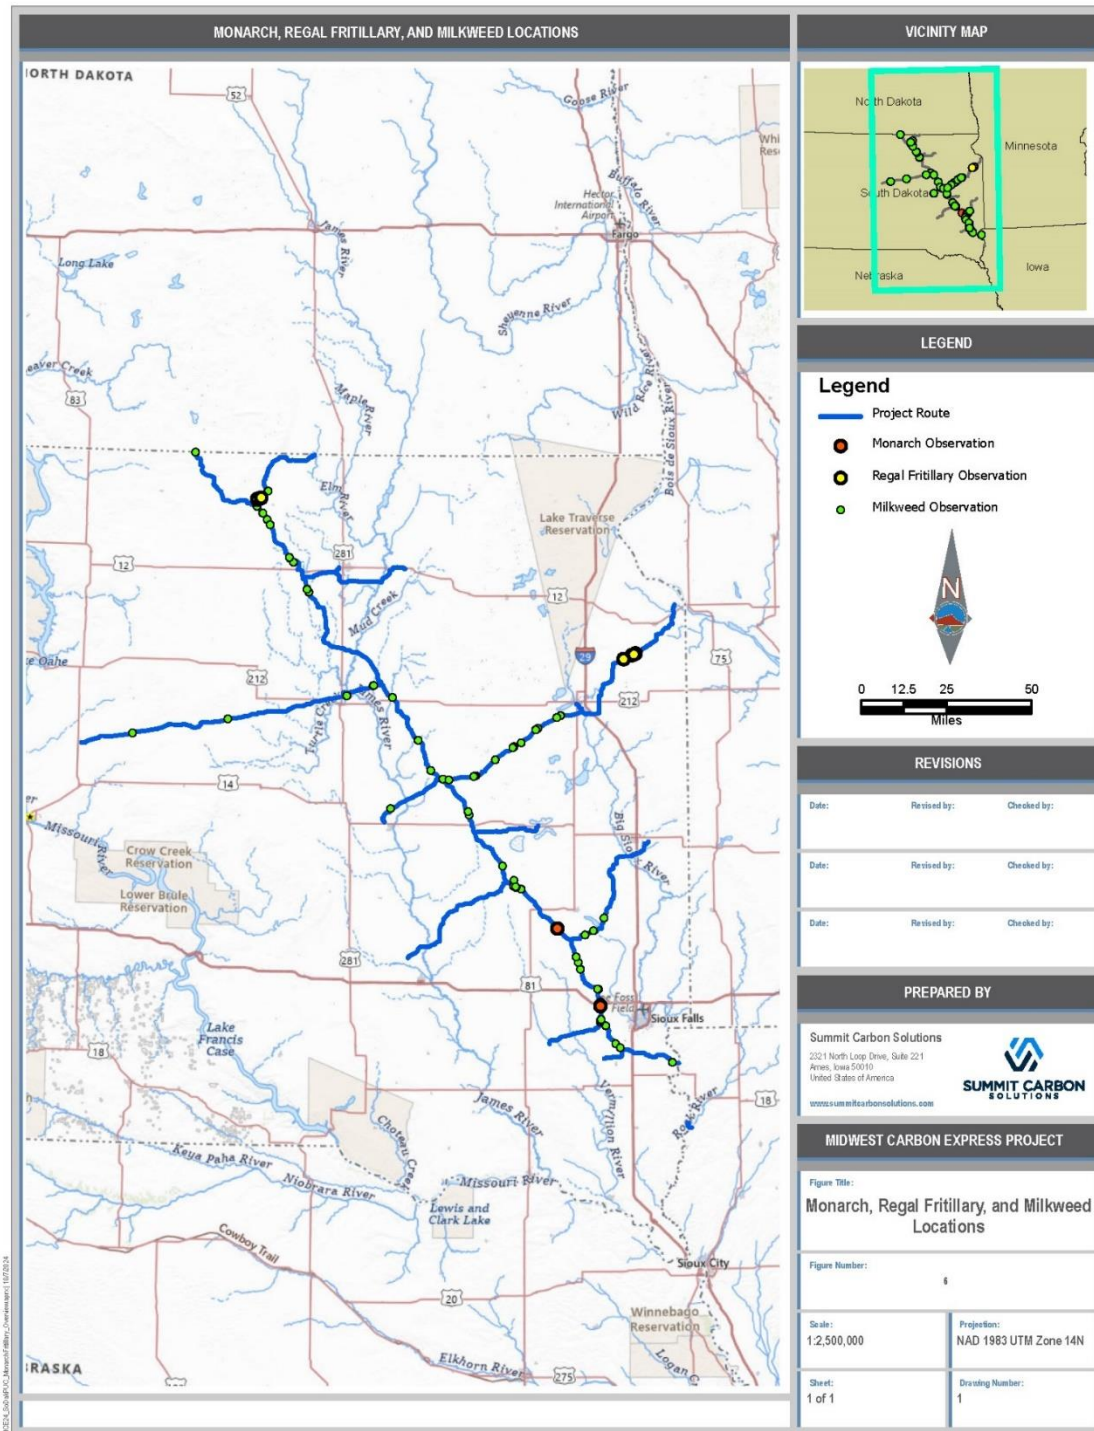 MONARCH, REGAL FRITILLARY, AND MILKWEED LOCATIONS
NORTH DAKOTA
52
Goose River
Buffalo River
Hector
International
Airport
Fargo
James River
Long Lake
Sheyenne River
eaver Creek
83
Maple River
Wild Rice River
Bois de Sioux River
Elm River
Lake Traverse
Reservation
12
281
12
Mud Creek
29
75
e Oahe
212
212
James River
Turtle Creek
14
er
Missouri River
Crow Creek
Reservation
Lower Brule
Reservation
Big Sioux River
281
81
e Foss
Field
Sioux Falls
Lake
Francis
Case
18
18
James River
Vermillion River
Rock River
Choteau Creek
Keya paha River
Niobrara River
Missouri River
Lewis and
Clark Lake
Cowboy Trail
Sioux City
20
Winnebago
Reservation
Logan C
Elkhorn River
275
RASKA
VICINITY MAP
North Dakota
Minnesota
South Dakota
Iowa
Nebraska
LEGEND
Legend
Project Route
Monarch Observation
Regal Fritillary Observation
Milkweed Observation
N
0 12.5 25 50
Miles
REVISIONS
Date: Revised by: Checked by:
Date: Revised by: Checked by:
Date: Revised by: Checked by:
PREPARED BY
Summit Carbon Solutions
2321 North Loop Drive, Suite 221
Ames, Iowa 50010
United States of America
www.summitcarbonsolutions.com
SUMMIT CARBON
SOLUTIONS
MIDWEST CARBON EXPRESS PROJECT
Figure Title:
Monarch, Regal Fritillary, and Milkweed
Locations
Figure Number:
6
Scale: Projection:
1:2,500,000 NAD 1983 UTM Zone 14N
Sheet: Drawing Number:
1 of 1 1